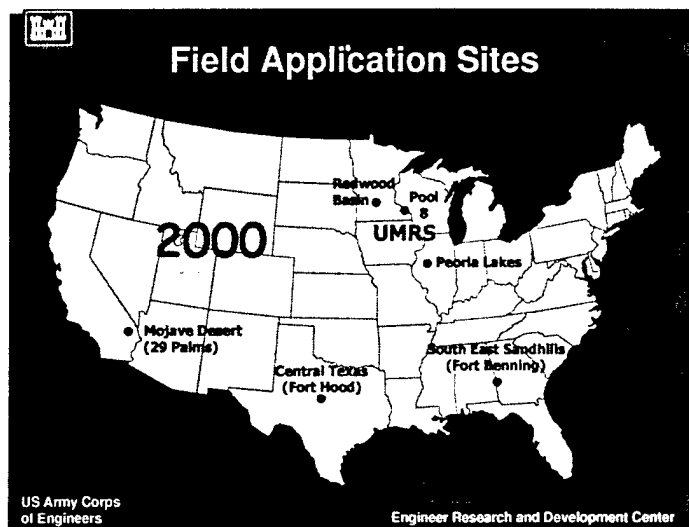 Field Application Sites
Redwood
Basin
Pool
8
UMRS
2000
Peoria Lakes
Mojave Desert
(29 Palms)
Central Texas
(Fort Hood)
South East Sandhills
(Fort Benning)
US Army Corps
of Engineers
Engineer Research and Development Center